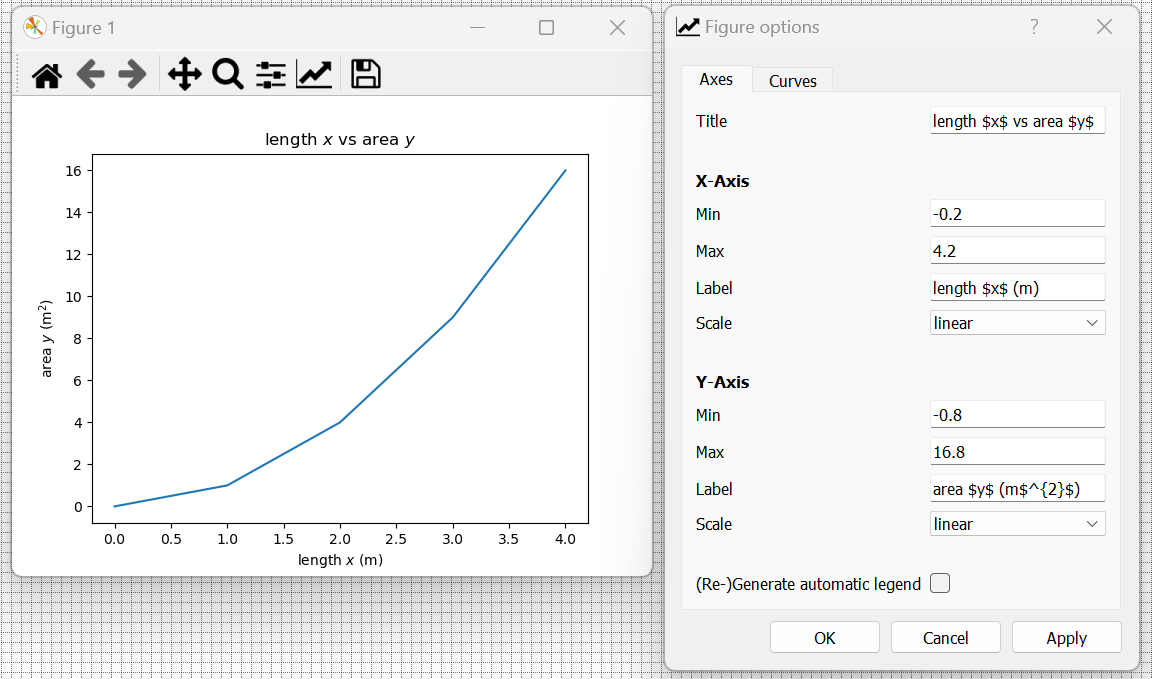 Figure 1
length x vs area y
16
14
12
10
8
6
4
2
0
area y (m²)
0.0 0.5 1.0 1.5 2.0 2.5 3.0 3.5 4.0
length x (m)
Figure options ?
Axes Curves
Title length $x$ vs area $y$
X-Axis
Min -0.2
Max 4.2
Label length $x$ (m)
Scale linear
Y-Axis
Min -0.8
Max 16.8
Label area $y$ (m$^{2}$)
Scale linear
(Re-)Generate automatic legend
OK Cancel Apply